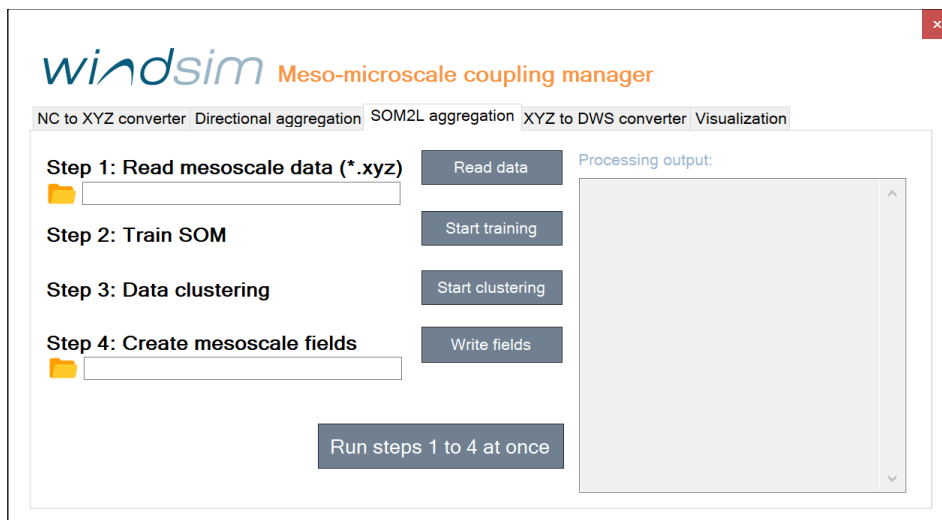 windsim Meso-microscale coupling manager
NC to XYZ converter Directional aggregation SOM2L aggregation XYZ to DWS converter Visualization
Step 1: Read mesoscale data (*.xyz) Read data Processing output:
Step 2: Train SOM Start training
Step 3: Data clustering Start clustering
Step 4: Create mesoscale fields Write fields
Run steps 1 to 4 at once